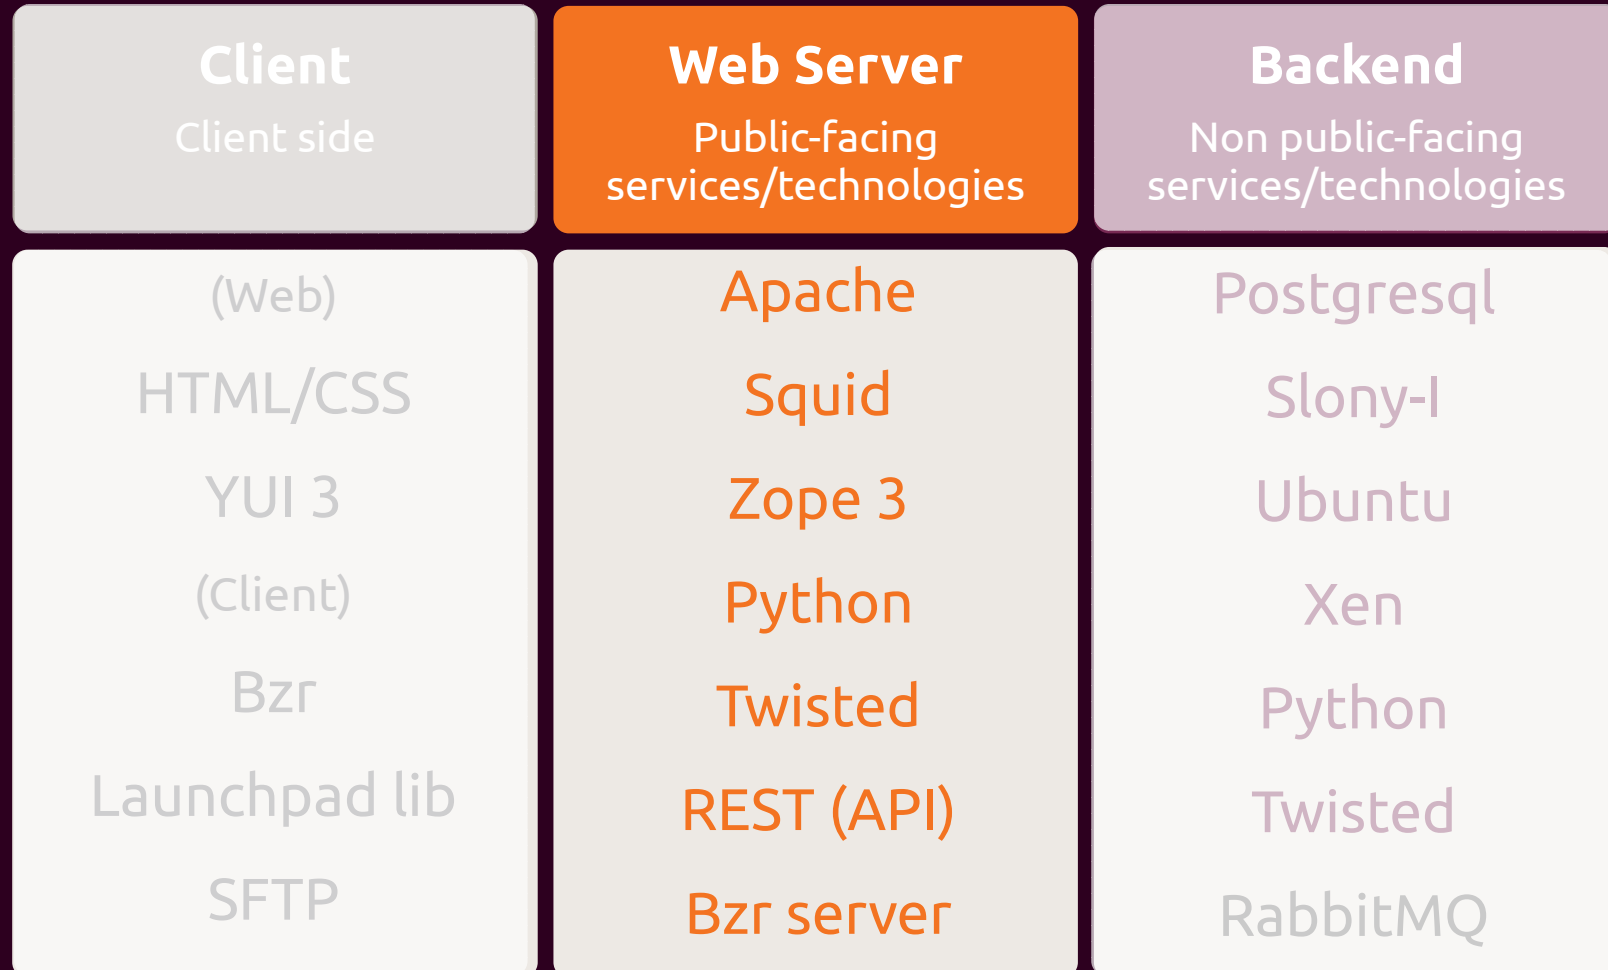 Client
Client side
(Web)
HTML/CSS
YUI 3
(Client)
Bzr
Launchpad lib
SFTP
Web Server
Public-facing
services/technologies
Apache
Squid
Zope 3
Python
Twisted
REST (API)
Bzr server
Backend
Non public-facing
services/technologies
Postgresql
Slony-I
Ubuntu
Xen
Python
Twisted
RabbitMQ